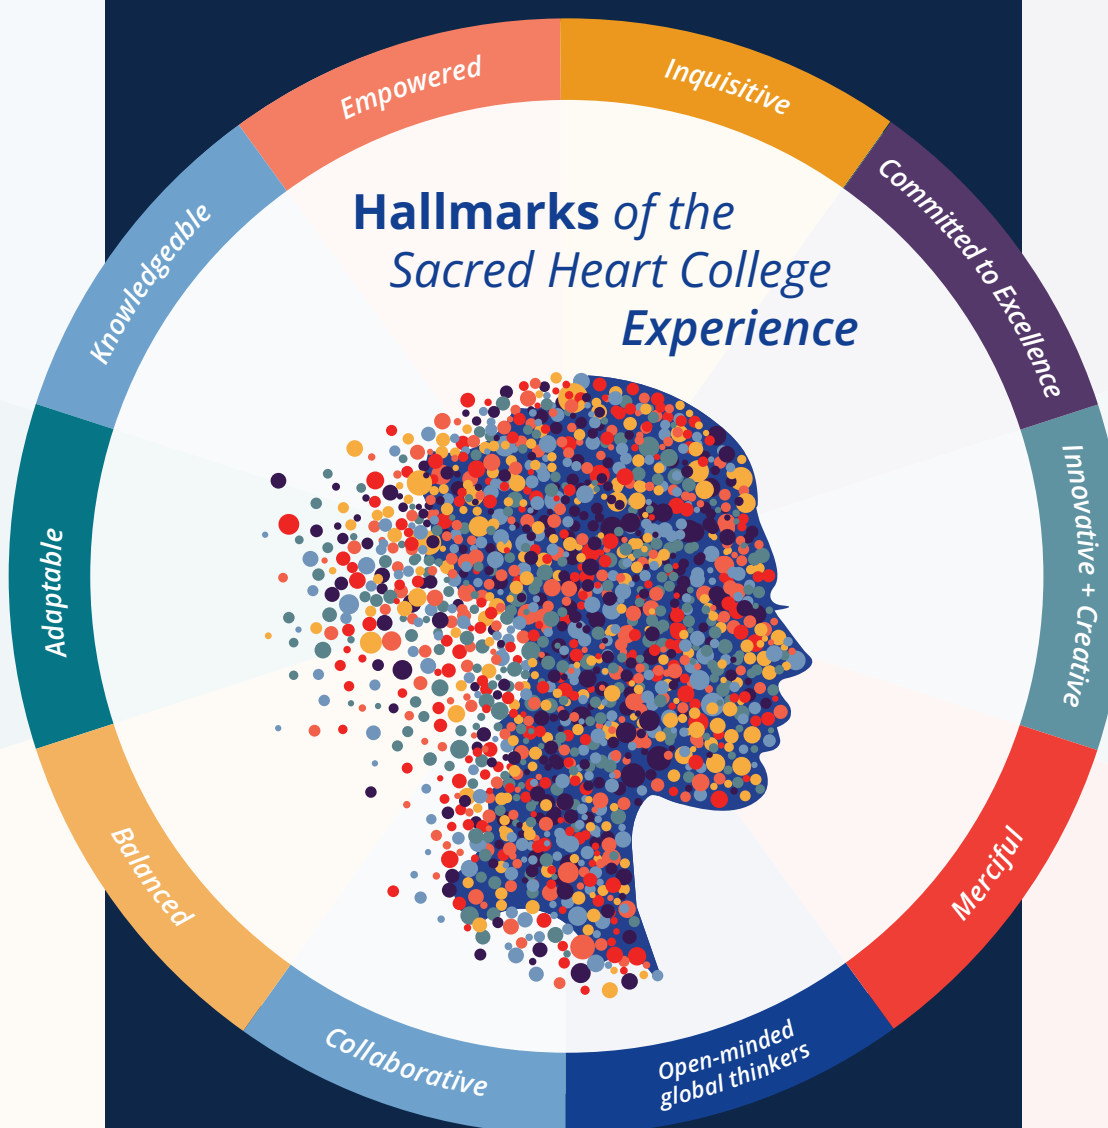 Hallmarks of the
Sacred Heart College
Experience
Empowered
Inquisitive
Committed to Excellence
Innovative + Creative
Merciful
Open-minded
global thinkers
Collaborative
Balanced
Adaptable
Knowledgeable